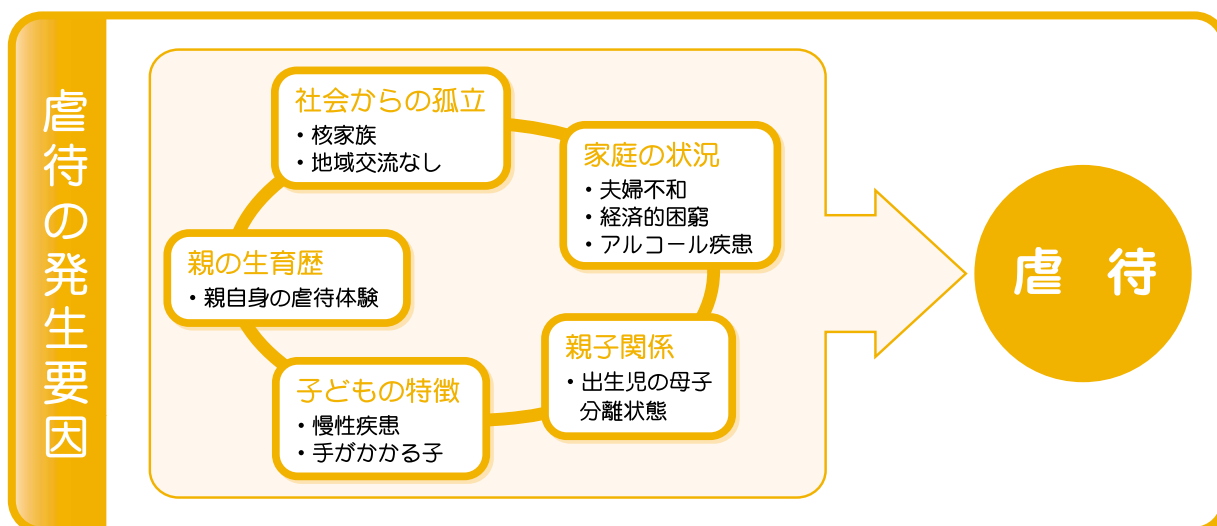 虐待の発生要因
社会からの孤立
・核家族
・地域交流なし
家庭の状況
・夫婦不和
・経済的困窮
・アルコール疾患
親の生育歴
・親自身の虐待体験
親子関係
・出生児の母子
分離状態
子どもの特徴
・慢性疾患
・手がかかる子
虐 待